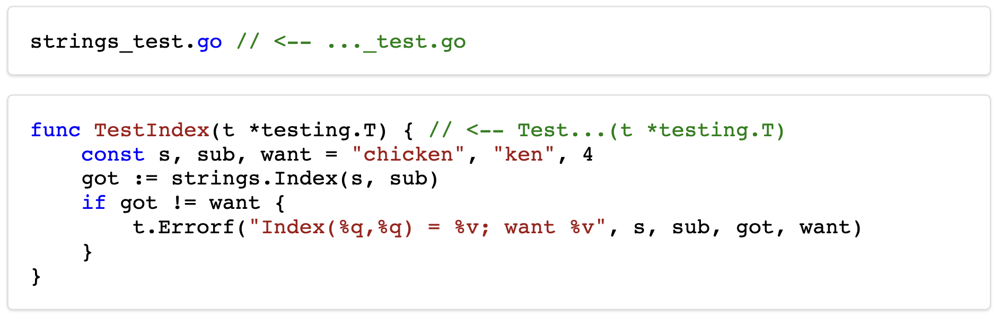 strings_test.go // <-- ..._test.go
func TestIndex(t *testing.T) { // <-- Test...(t *testing.T)
    const s, sub, want = "chicken", "ken", 4
    got := strings.Index(s, sub)
    if got != want {
        t.Errorf("Index(%q,%q) = %v; want %v", s, sub, got, want)
    }
}